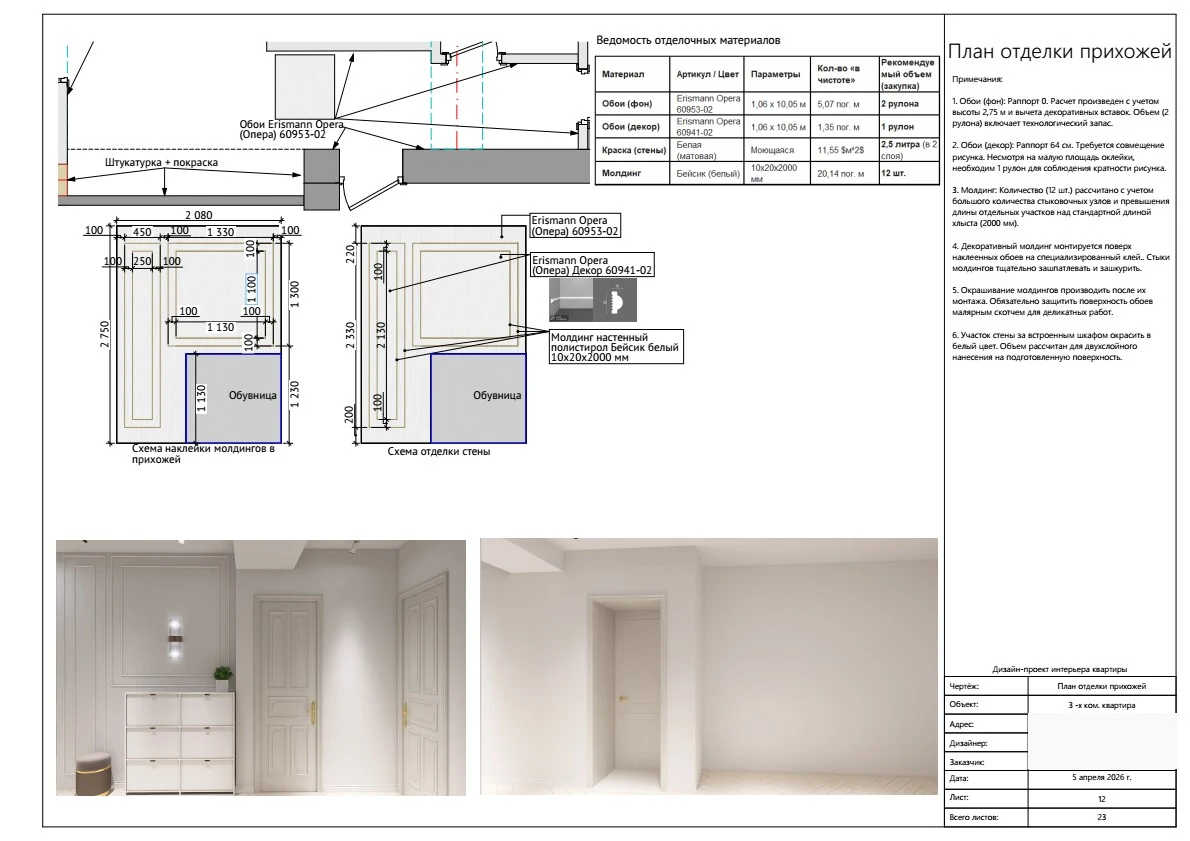 Обои Erismann Opera
(Опера) 60953-02
Штукатурка + покраска
Ведомость отделочных материалов
Материал Артикул / Цвет Параметры Кол-во «в чистоте» Рекомендуемый объем (закупка)
Обои (фон) Erismann Opera 60953-02 1,06 x 10,05 м 5,07 пог. м 2 рулона
Обои (декор) Erismann Opera 60941-02 1,06 x 10,05 м 1,35 пог. м 1 рулон
Краска (стены) Белая (матовая) Моющаяся 11,55 $м^2$ 2,5 литра (в 2 слоя)
Молдинг Бейсик (белый) 10x20x2000 мм 20,14 пог. м 12 шт.
2 080
100
450
100
1 330
100
100
250
100
100
1 100
1 300
100
100
1 130
100
2 750
1 130
1 230
Обувница
Схема наклейки молдингов в
прихожей
220
100
2 330
2 130
100
200
Обувница
Схема отделки стены
Erismann Opera
(Опера) 60953-02
Erismann Opera
(Опера) Декор 60941-02
Молдинг настенный
полистирол Бейсик белый
10x20x2000 мм
План отделки прихожей
Примечания:
1. Обои (фон): Раппорт 0. Расчет произведен с учетом
высоты 2,75 м и вычета декоративных вставок. Объем (2
рулона) включает технологический запас.
2. Обои (декор): Раппорт 64 см. Требуется совмещение
рисунка. Несмотря на малую площадь оклейки,
необходим 1 рулон для соблюдения кратности рисунка.
3. Молдинг: Количество (12 шт.) рассчитано с учетом
большого количества стыковочных узлов и превышения
длины отдельных участков над стандартной длиной
хлыста (2000 мм).
4. Декоративный молдинг монтируется поверх
наклеенных обоев на специализированный клей.. Стыки
молдингов тщательно зашпатлевать и зашкурить.
5. Окрашивание молдингов производить после их
монтажа. Обязательно защитить поверхность обоев
малярным скотчем для деликатных работ.
6. Участок стены за встроенным шкафом окрасить в
белый цвет. Объем рассчитан для двухслойного
нанесения на подготовленную поверхность.
Дизайн-проект интерьера квартиры
Чертёж: План отделки прихожей
Объект: 3 -х ком. квартира
Адрес:
Дизайнер:
Заказчик:
Дата: 5 апреля 2026 г.
Лист: 12
Всего листов: 23